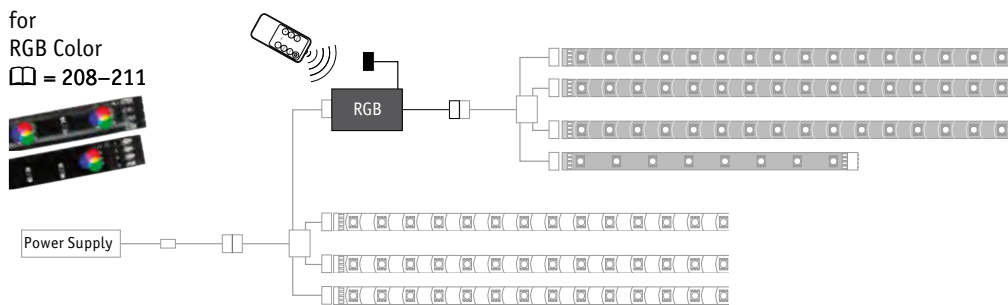 for
RGB Color
🕮 = 208–211
RGB
Power Supply